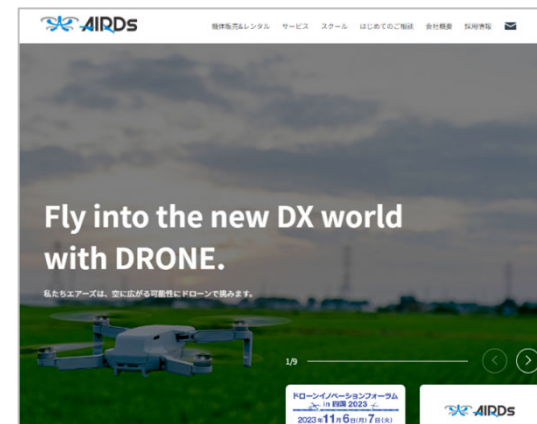 AIRDs
機体販売&レンタル サービス スクール はじめてのご相談 会社概要 採用情報
Fly into the new DX world
with DRONE.
私たちエアーズは、空に広がる可能性にドローンで挑みます。
1/9
ドローンイノベーションフォーラム
in 四国 2023
2023年11月6日(月)7日(火)
AIRDs